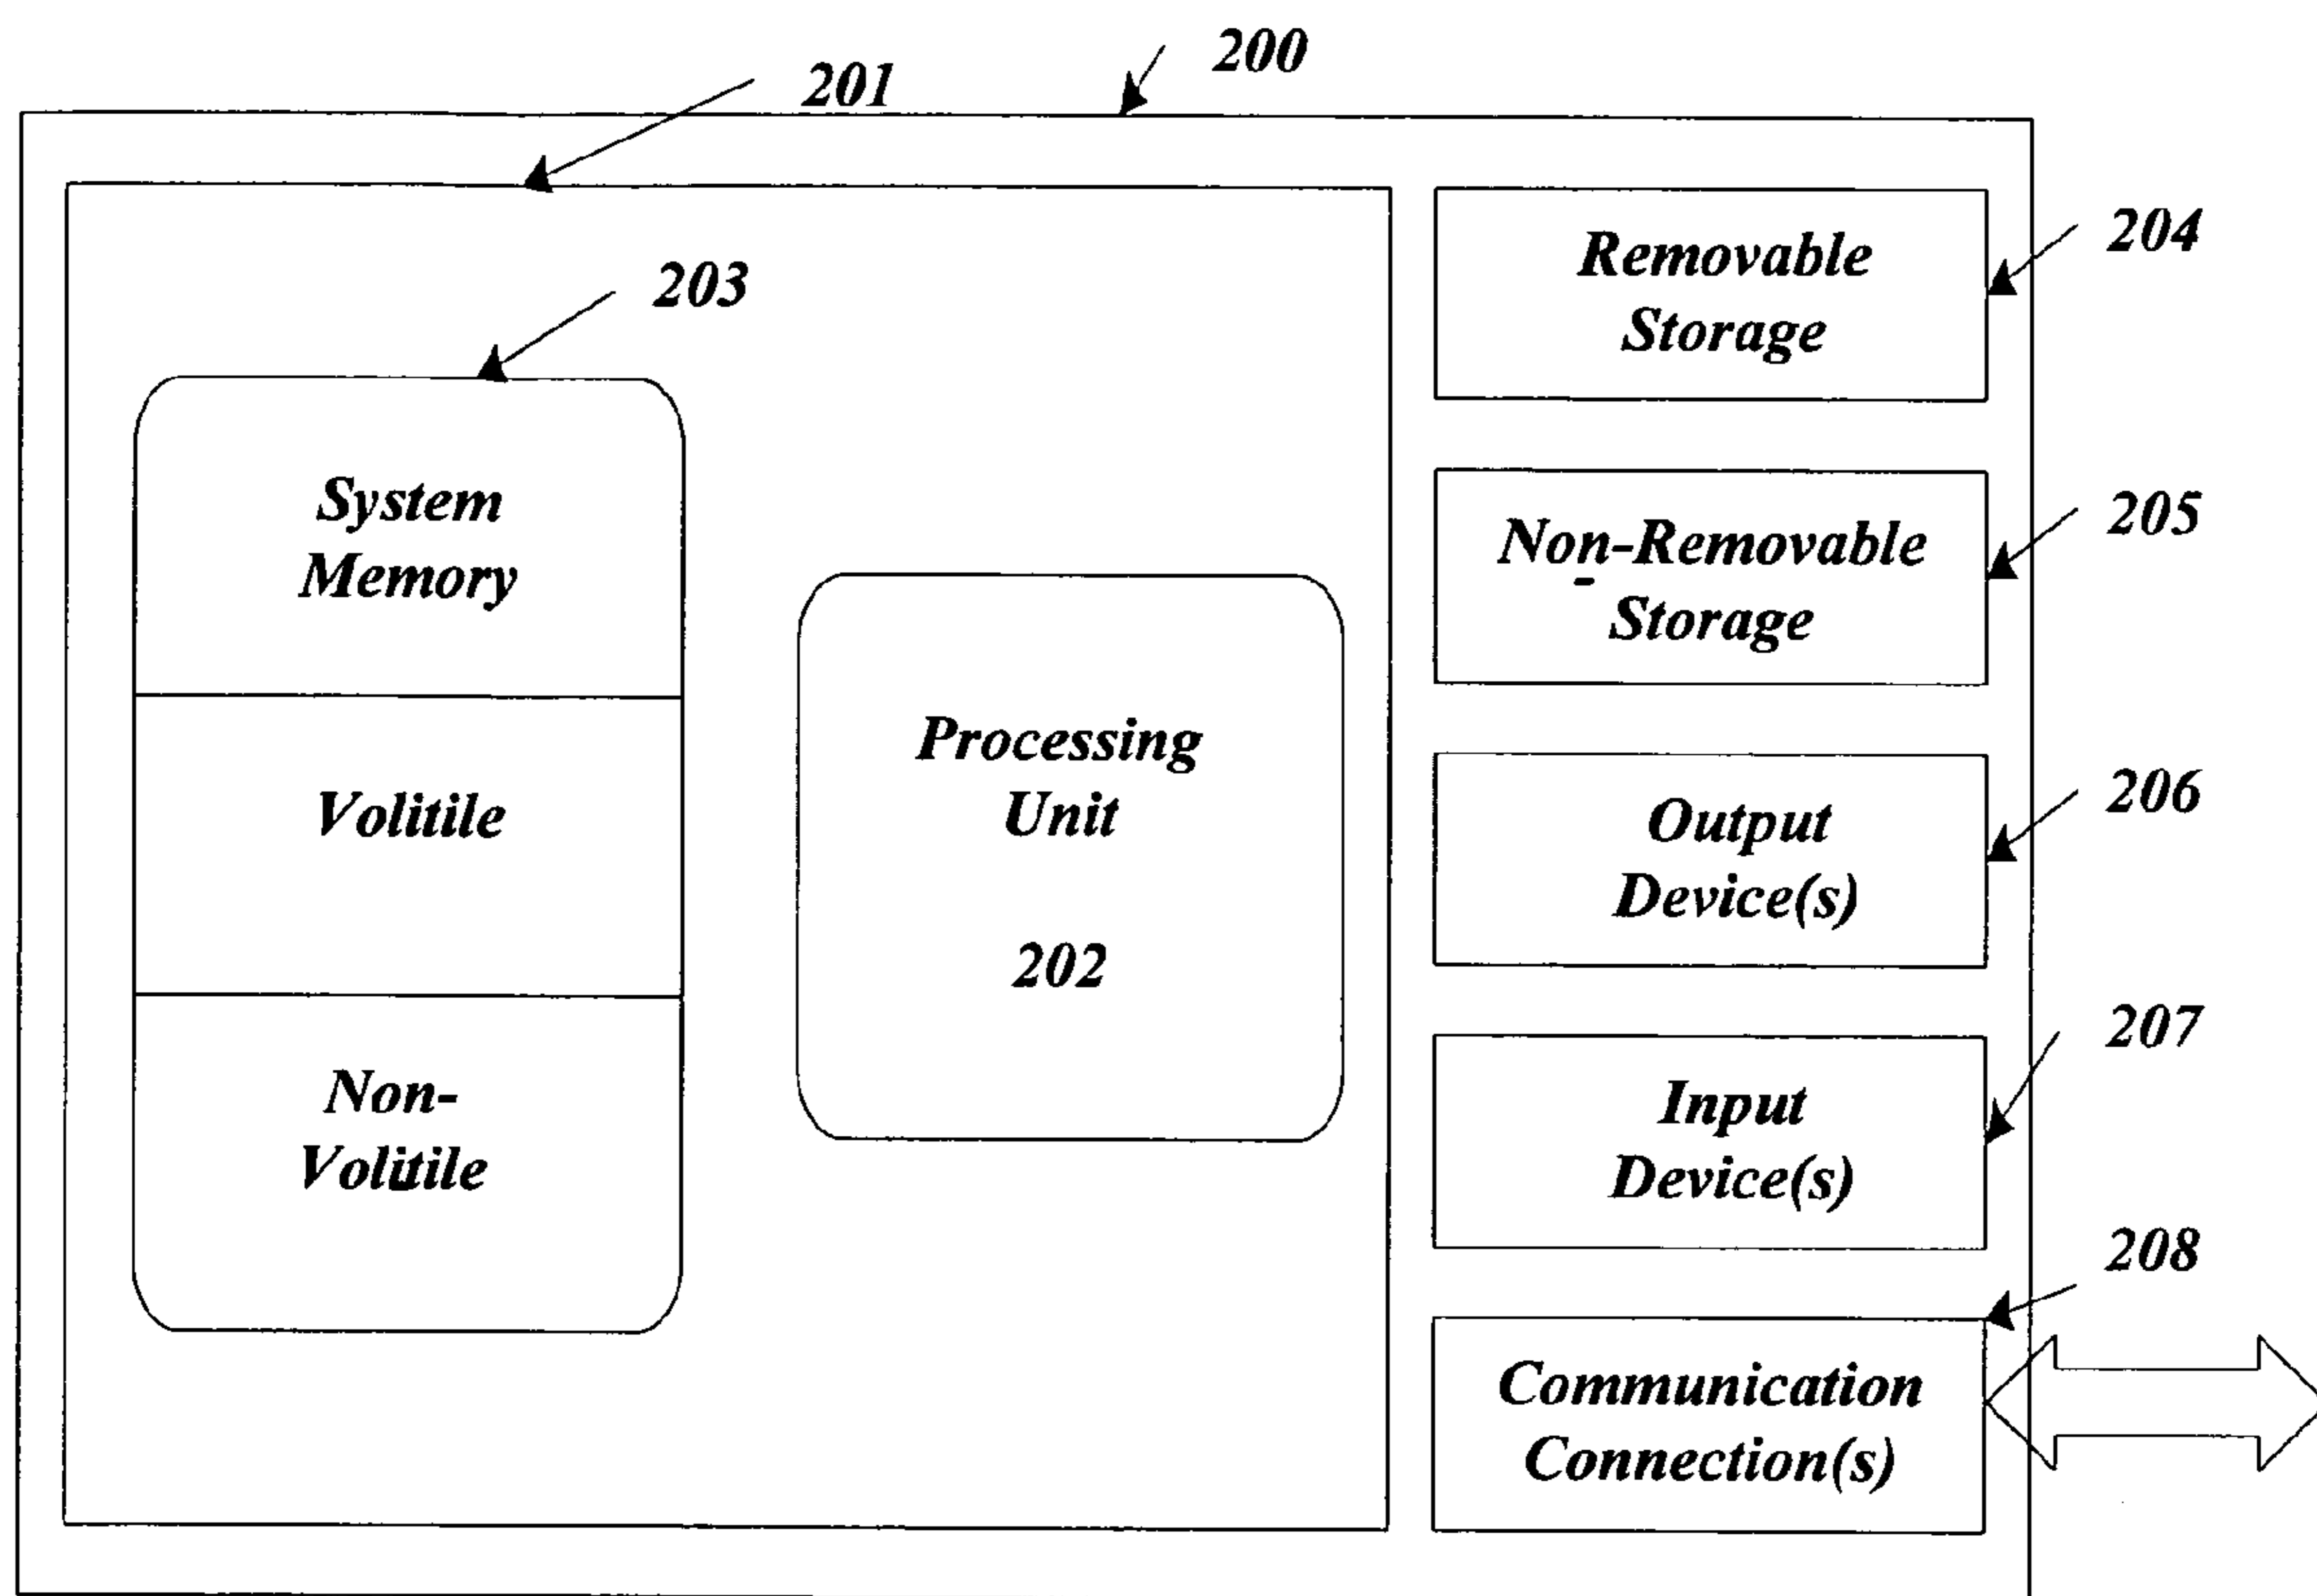 200
201
203
System
Memory
Volitile
Non-
Volitile
Processing
Unit
202
Removable
Storage
204
Non-Removable
Storage
205
Output
Device(s)
206
Input
Device(s)
207
208
Communication
Connection(s)